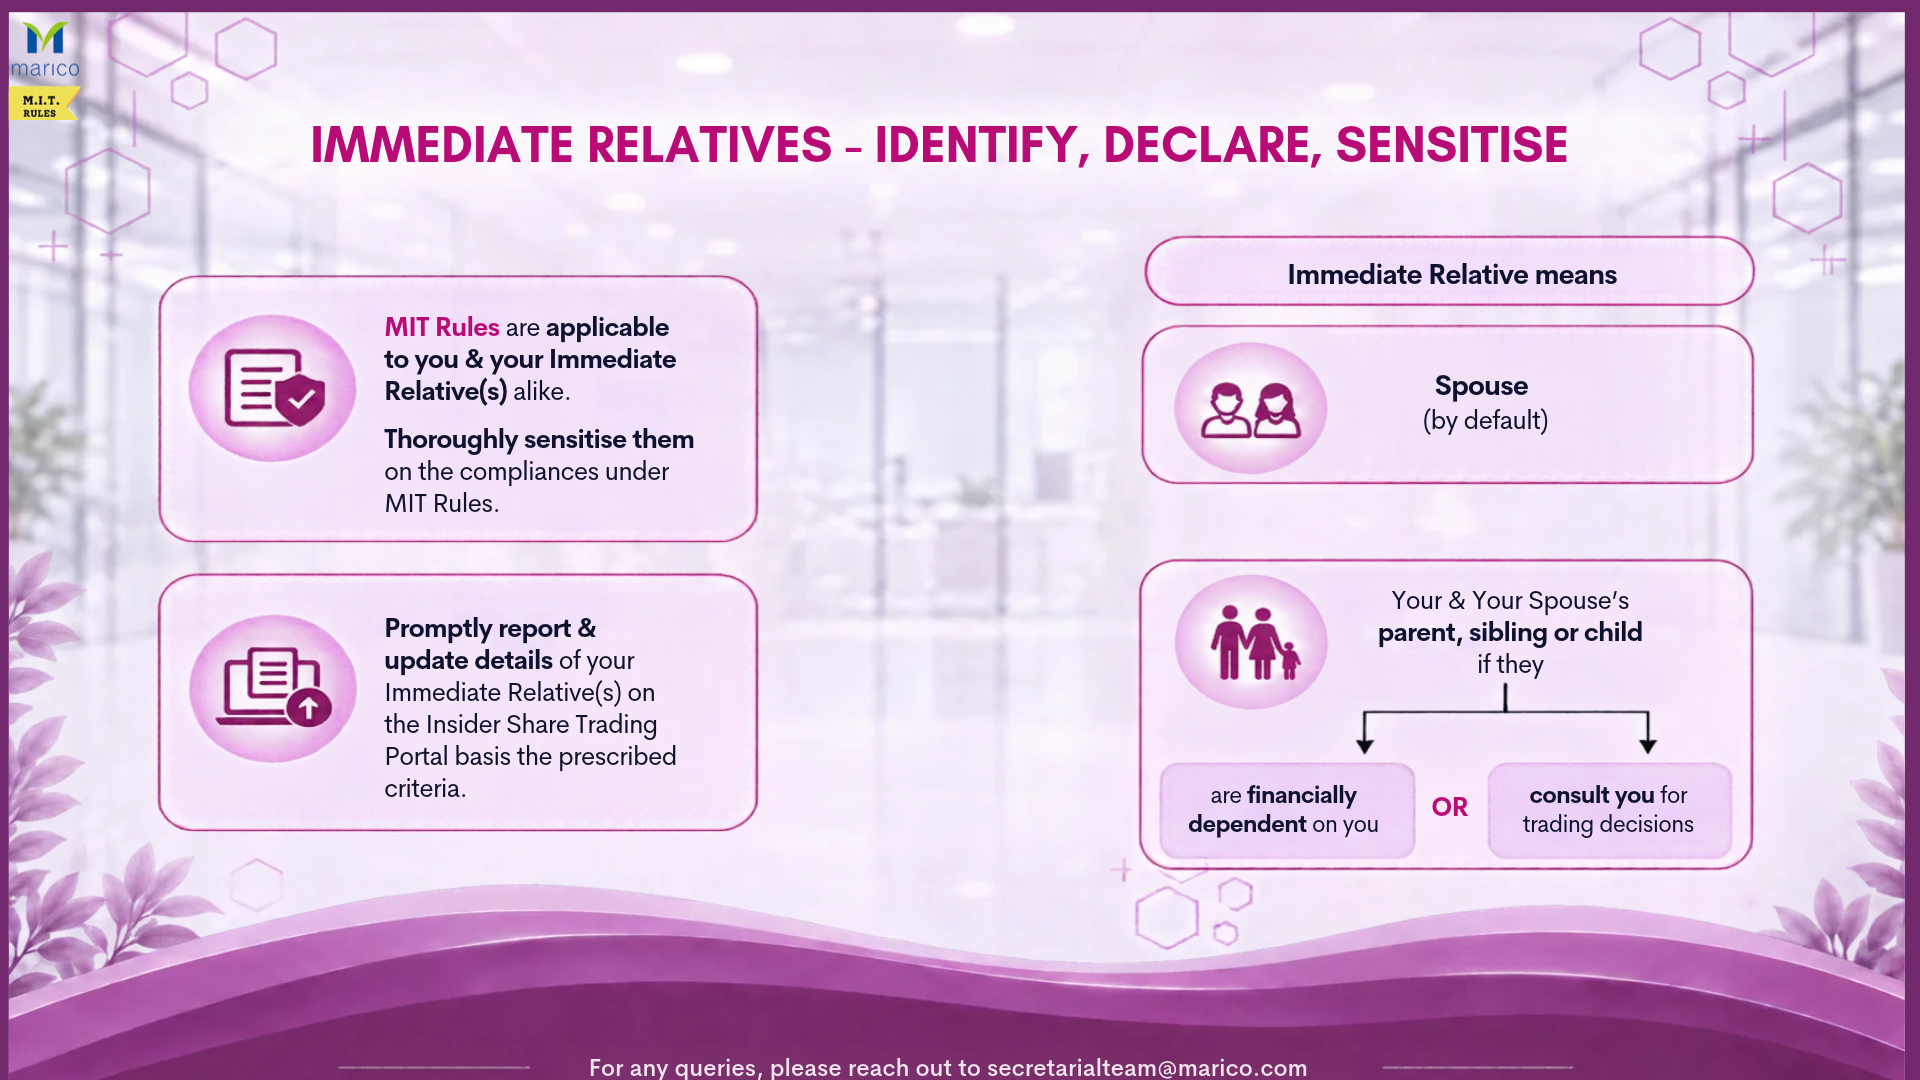 marico
M.I.T.
RULES
IMMEDIATE RELATIVES - IDENTIFY, DECLARE, SENSITISE
MIT Rules are applicable
to you & your Immediate
Relative(s) alike.
Thoroughly sensitise them
on the compliances under
MIT Rules.
Promptly report &
update details of your
Immediate Relative(s) on
the Insider Share Trading
Portal basis the prescribed
criteria.
Immediate Relative means
Spouse
(by default)
Your & Your Spouse's
parent, sibling or child
if they
are financially
dependent on you
OR
consult you for
trading decisions
For any queries, please reach out to secretarialteam@marico.com